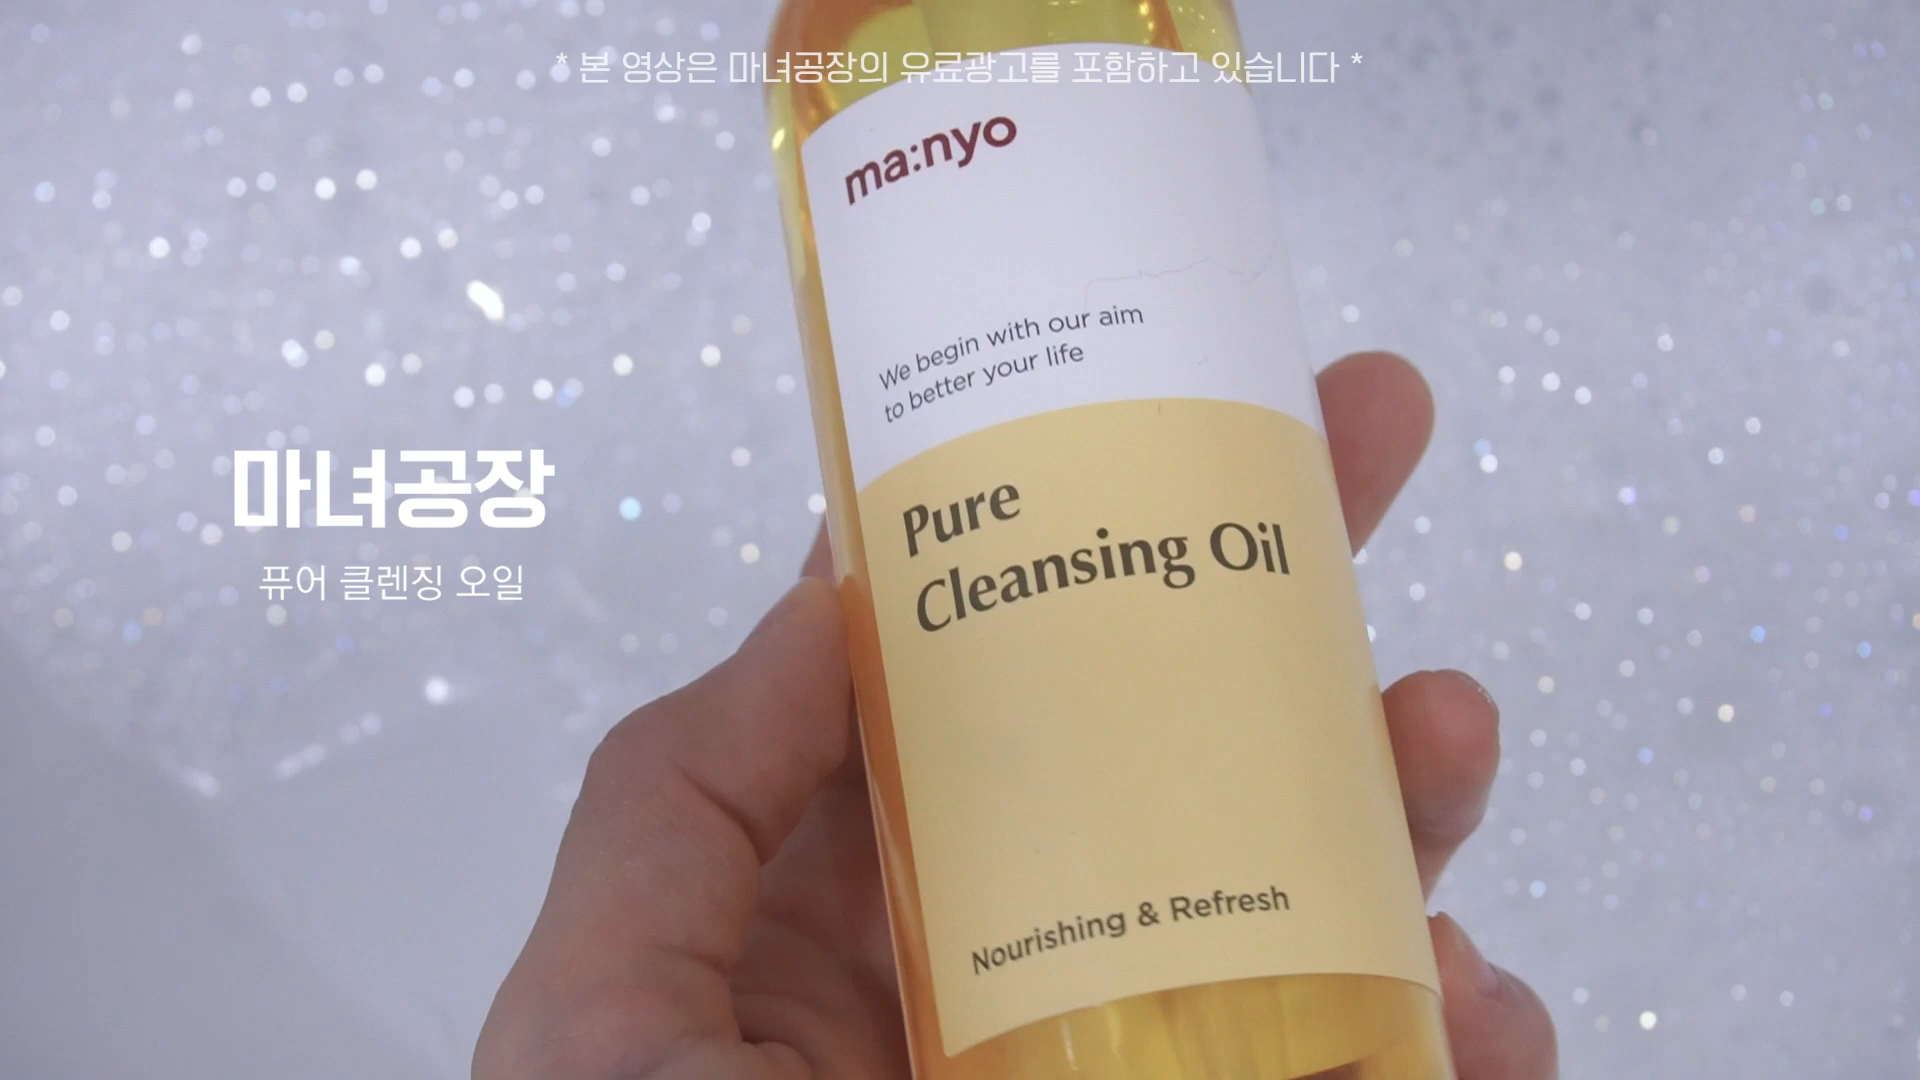 * 본 영상은 마녀공장의 유료광고를 포함하고 있습니다 *
ma:nyo
We begin with our aim
to better your life
마녀공장
퓨어 클렌징 오일
Pure
Cleansing Oil
Nourishing & Refresh